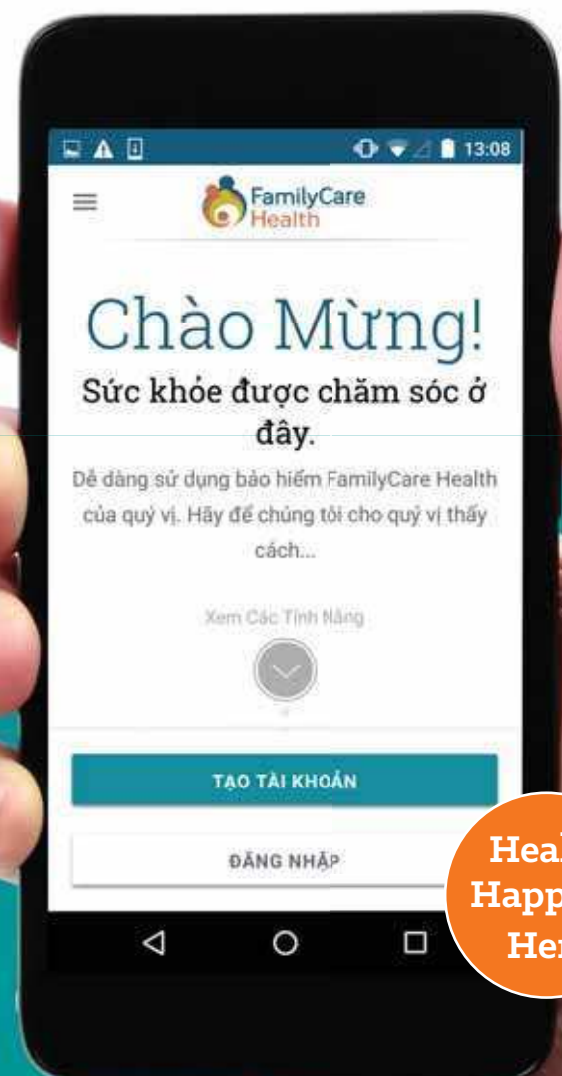 13:08
FamilyCare
Health
Chào Mừng!
Sức khỏe được chăm sóc ở
đây.
Dễ dàng sử dụng bảo hiểm FamilyCare Health
của quý vị. Hãy để chúng tôi cho quý vị thấy
cách...
Xem Các Tính Năng
TẠO TÀI KHOẢN
ĐĂNG NHẬP